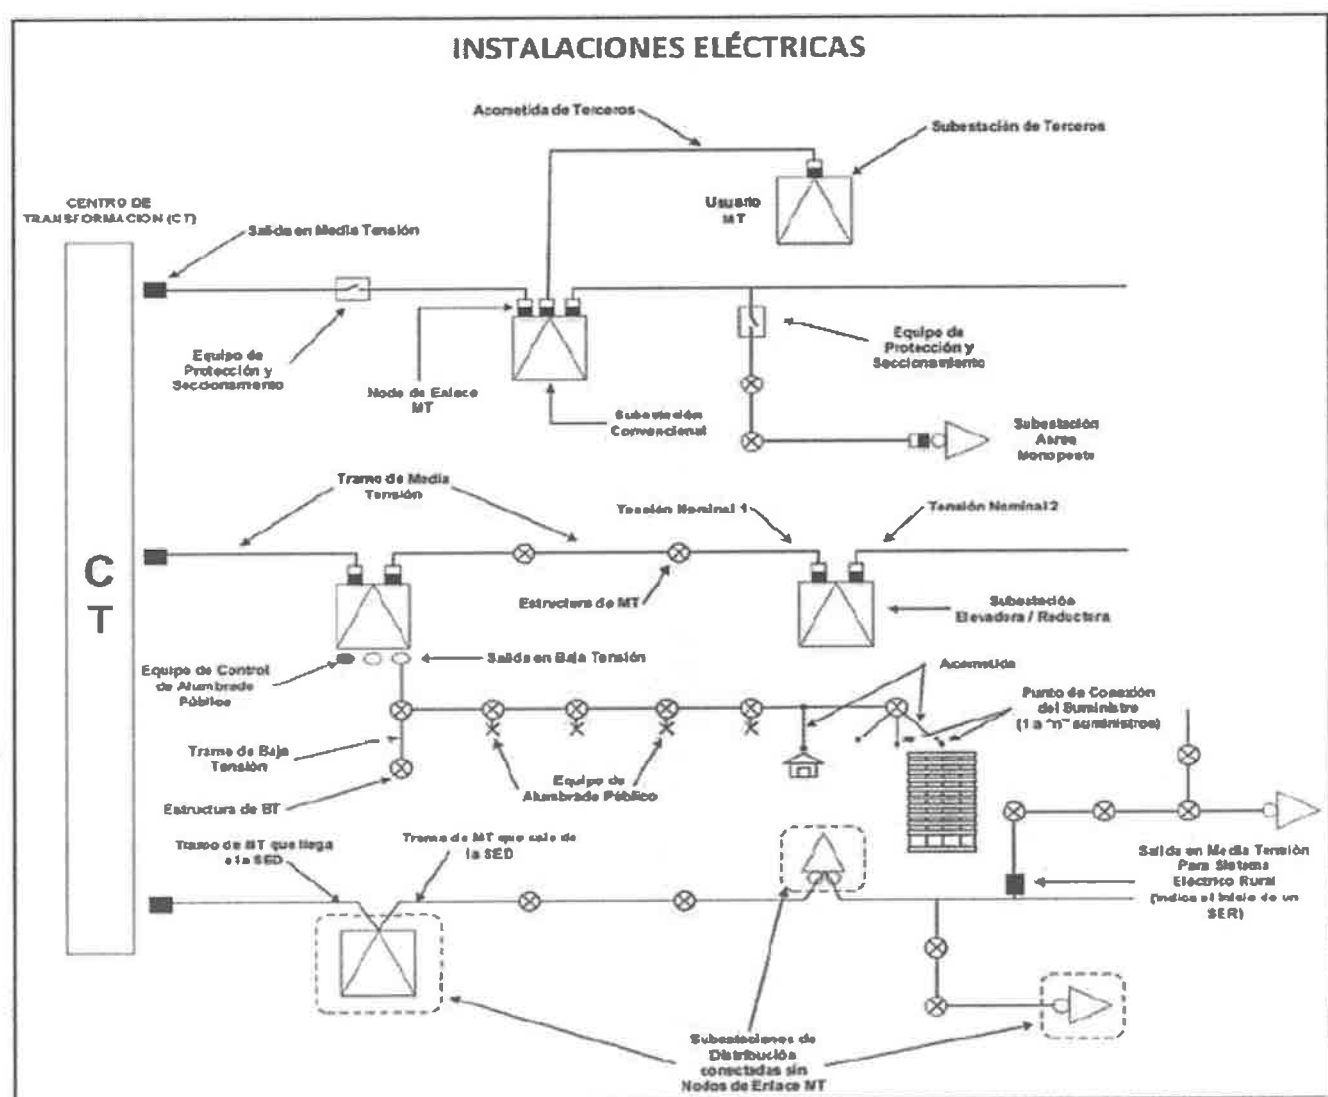 INSTALACIONES ELÉCTRICAS
Acometida de Terceros
Subestación de Terceros
CENTRO DE
TRANSFORMACION (CT)
Usuario
MT
Salida en Media Tensión
Equipo de
Protección y
Seccionamiento
Nodo de Enlace
MT
Subestación
Convencional
Equipo de
Protección y
Seccionamiento
Subestación
Aerea
Monoposte
Tramo de Media
Tensión
Tensión Nominal 1
Tensión Nominal 2
C
T
Estructura de MT
Subestación
Elevadora / Reductora
Equipo de Control
de Alumbrado
Público
Salida en Baja Tensión
Acometida
Punto de Conexión
del Suministro
(1 a "n" suministros)
Tramo de Baja
Tensión
Equipo de
Alumbrado Público
Estructura de BT
Tramo de MT que llega
a la SED
Tramo de MT que sale de
la SED
Salida en Media Tensión
Para Sistema
Eléctrico Rural
(indica el inicio de un
SER)
Subestaciones de
Distribución
conectadas sin
Nodos de Enlace MT